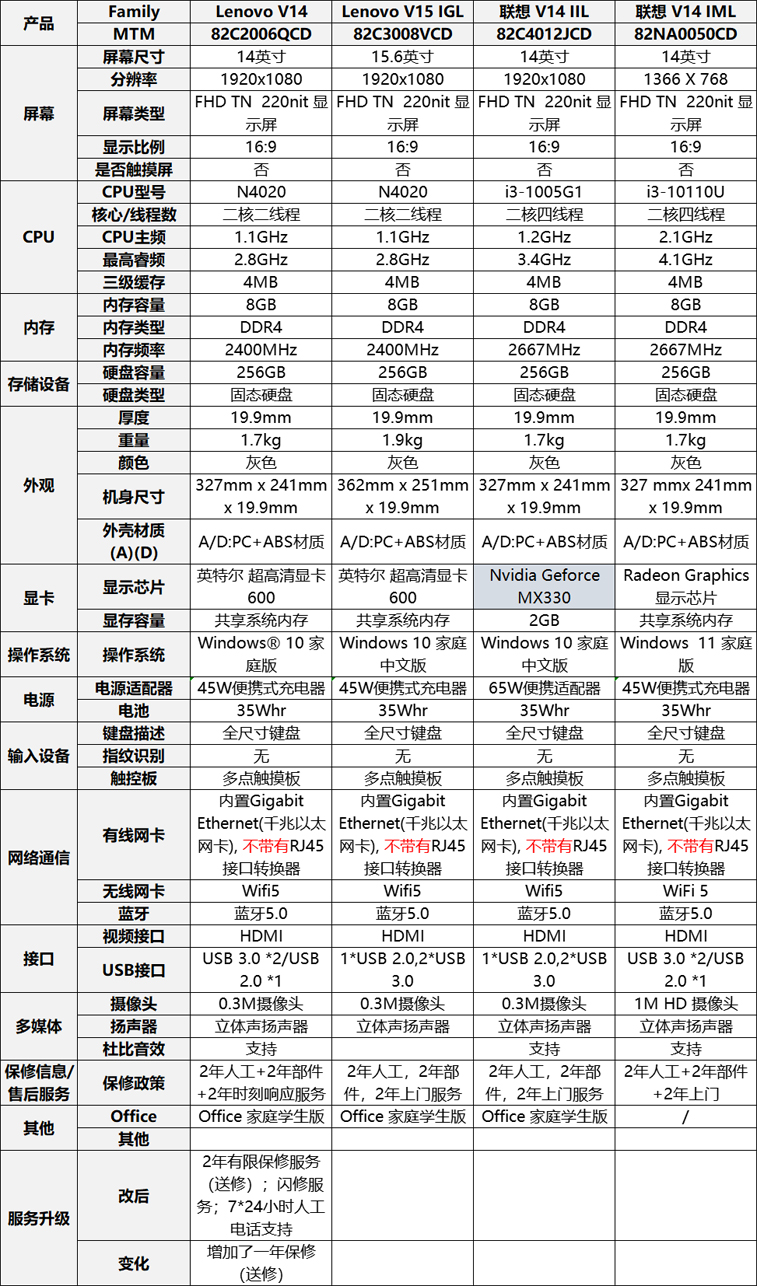 产品 Family Lenovo V14 Lenovo V15 IGL 联想 V14 IIL 联想 V14 IML
MTM 82C2006QCD 82C3008VCD 82C4012JCD 82NA0050CD
屏幕 屏幕尺寸 14英寸 15.6英寸 14英寸 14英寸
分辨率 1920x1080 1920x1080 1920x1080 1366 X 768
屏幕类型 FHD TN 220nit 显示屏 FHD TN 220nit 显示屏 FHD TN 220nit 显示屏 FHD TN 220nit 显示屏
显示比例 16:9 16:9 16:9 16:9
是否触摸屏 否 否 否 否
CPU CPU型号 N4020 N4020 i3-1005G1 i3-10110U
核心/线程数 二核二线程 二核二线程 二核四线程 二核四线程
CPU主频 1.1GHz 1.1GHz 1.2GHz 2.1GHz
最高睿频 2.8GHz 2.8GHz 3.4GHz 4.1GHz
三级缓存 4MB 4MB 4MB 4MB
内存 内存容量 8GB 8GB 8GB 8GB
内存类型 DDR4 DDR4 DDR4 DDR4
内存频率 2400MHz 2400MHz 2667MHz 2667MHz
存储设备 硬盘容量 256GB 256GB 256GB 256GB
硬盘类型 固态硬盘 固态硬盘 固态硬盘 固态硬盘
外观 厚度 19.9mm 19.9mm 19.9mm 19.9mm
重量 1.7kg 1.9kg 1.7kg 1.7kg
颜色 灰色 灰色 灰色 灰色
机身尺寸 327mm x 241mm x 19.9mm 362mm x 251mm x 19.9mm 327mm x 241mm x 19.9mm 327 mmx 241mm x 19.9mm
外壳材质(A)(D) A/D:PC+ABS材质 A/D:PC+ABS材质 A/D:PC+ABS材质 A/D:PC+ABS材质
显卡 显示芯片 英特尔 超高清显卡 600 英特尔 超高清显卡 600 Nvidia Geforce MX330 Radeon Graphics 显示芯片
显存容量 共享系统内存 共享系统内存 2GB 共享系统内存
操作系统 操作系统 Windows® 10 家庭版 Windows 10 家庭中文版 Windows 10 家庭中文版 Windows 11 家庭版
电源 电源适配器 45W便携式充电器 45W便携式充电器 65W便携适配器 45W便携式充电器
电池 35Whr 35Whr 35Whr 35Whr
输入设备 键盘描述 全尺寸键盘 全尺寸键盘 全尺寸键盘 全尺寸键盘
指纹识别 无 无 无 无
触控板 多点触摸板 多点触摸板 多点触摸板 多点触摸板
网络通信 有线网卡 内置Gigabit Ethernet(千兆以太网卡), 不带有RJ45接口转换器 内置Gigabit Ethernet(千兆以太网卡), 不带有RJ45接口转换器 内置Gigabit Ethernet(千兆以太网卡), 不带有RJ45接口转换器 内置Gigabit Ethernet(千兆以太网卡), 不带有RJ45接口转换器
无线网卡 Wifi5 Wifi5 Wifi5 WiFi 5
蓝牙 蓝牙5.0 蓝牙5.0 蓝牙5.0 蓝牙5.0
接口 视频接口 HDMI HDMI HDMI HDMI
USB接口 USB 3.0 *2/USB 2.0 *1 1*USB 2.0,2*USB 3.0 1*USB 2.0,2*USB 3.0 USB 3.0 *2/USB 2.0 *1
多媒体 摄像头 0.3M摄像头 0.3M摄像头 0.3M摄像头 1M HD 摄像头
扬声器 立体声扬声器 立体声扬声器 立体声扬声器 立体声扬声器
杜比音效 支持 支持 支持
保修信息/售后服务 保修政策 2年人工+2年部件+2年时刻响应服务 2年人工，2年部件，2年上门服务 2年人工，2年部件，2年上门服务 2年人工+2年部件+2年上门
其他 Office Office 家庭学生版 Office 家庭学生版 Office 家庭学生版 /
其他
服务升级 改后 2年有限保修服务（送修）；闪修服务；7*24小时人工电话支持
变化 增加了一年保修(送修)